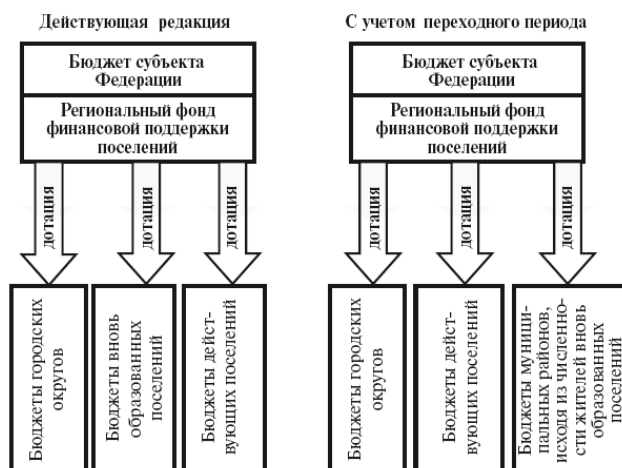 Действующая редакция
Бюджет субъекта
Федерации
Региональный фонд
финансовой поддержки
поселений
дотация
дотация
дотация
Бюджеты городских
округов
Бюджеты вновь
образованных
поселений
Бюджеты дейст-
вующих поселений
С учетом переходного периода
Бюджет субъекта
Федерации
Региональный фонд
финансовой поддержки
поселений
дотация
дотация
дотация
Бюджеты городских
округов
Бюджеты дейст-
вующих поселений
Бюджеты муници-
пальных районов,
исходя из численно-
сти жителей вновь
образованных
поселений